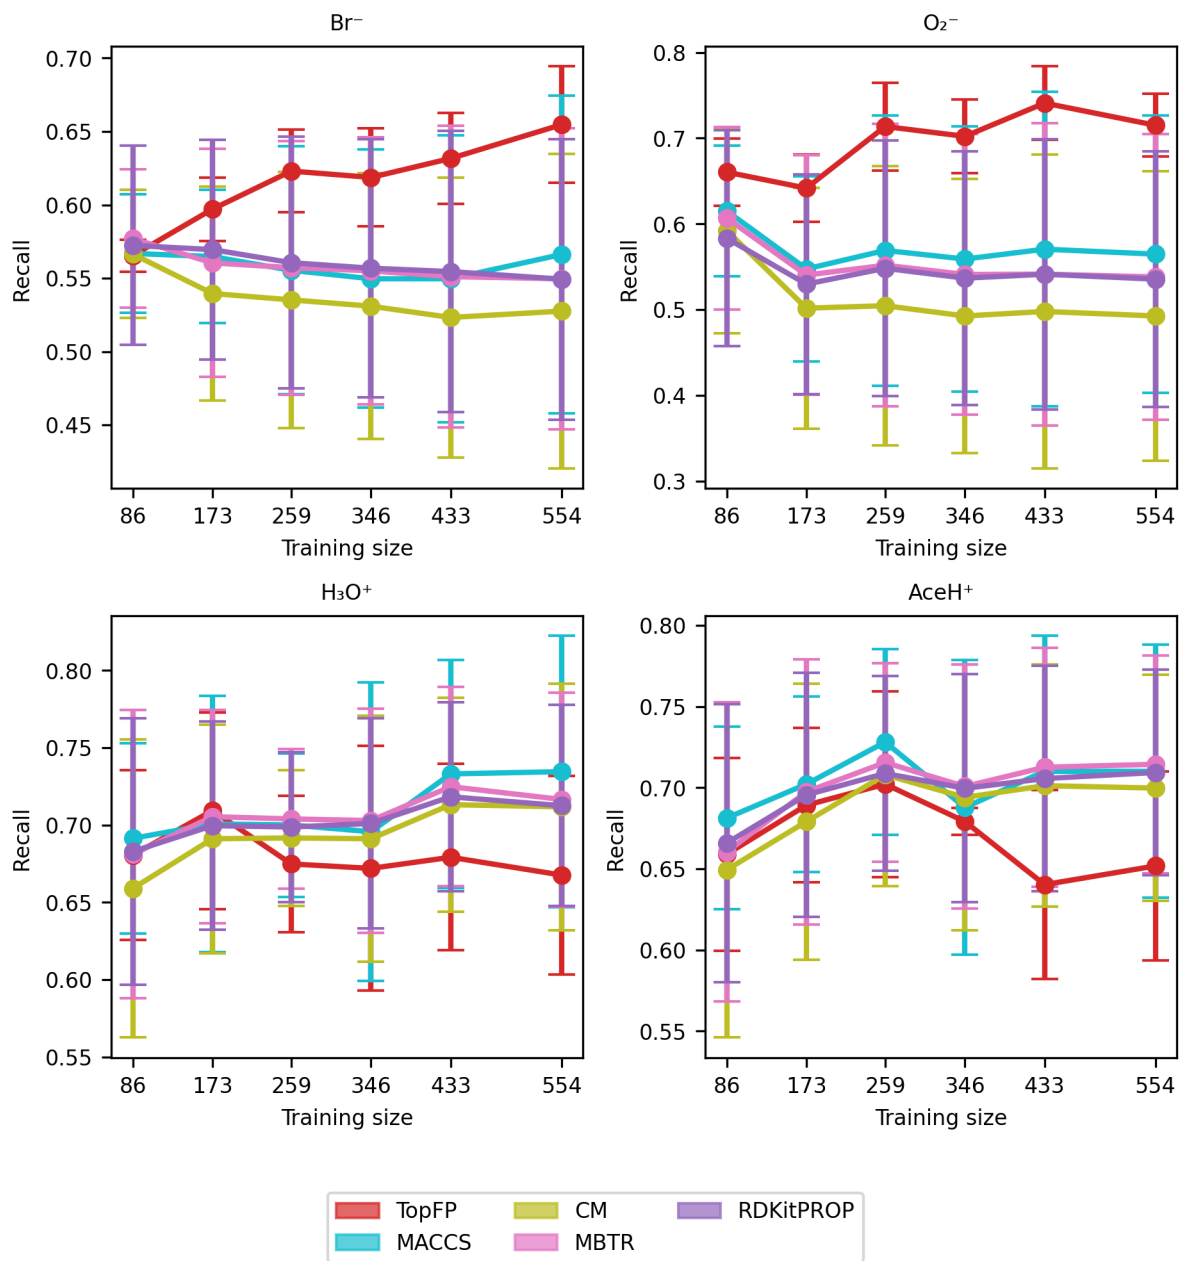 Br⁻
0.70
0.65
0.60
0.55
0.50
0.45
Recall
86 173 259 346 433 554
Training size
O₂⁻
0.8
0.7
0.6
0.5
0.4
0.3
Recall
86 173 259 346 433 554
Training size
H₃O⁺
0.80
0.75
0.70
0.65
0.60
0.55
Recall
86 173 259 346 433 554
Training size
AceH⁺
0.80
0.75
0.70
0.65
0.60
0.55
Recall
86 173 259 346 433 554
Training size
TopFP CM RDKitPROP
MACCS MBTR